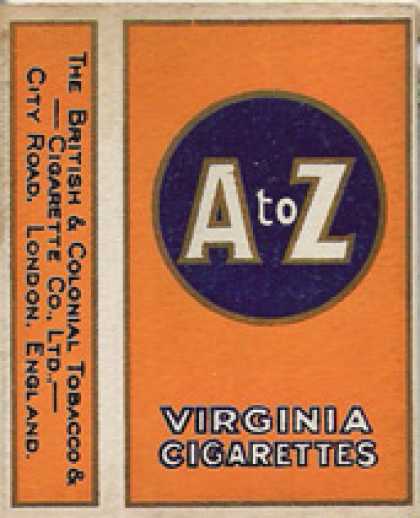 THE BRITISH & COLONIAL TOBACCO &
— CIGARETTE CO., LTD., —
CITY ROAD, LONDON, ENGLAND.
A to Z
VIRGINIA
CIGARETTES